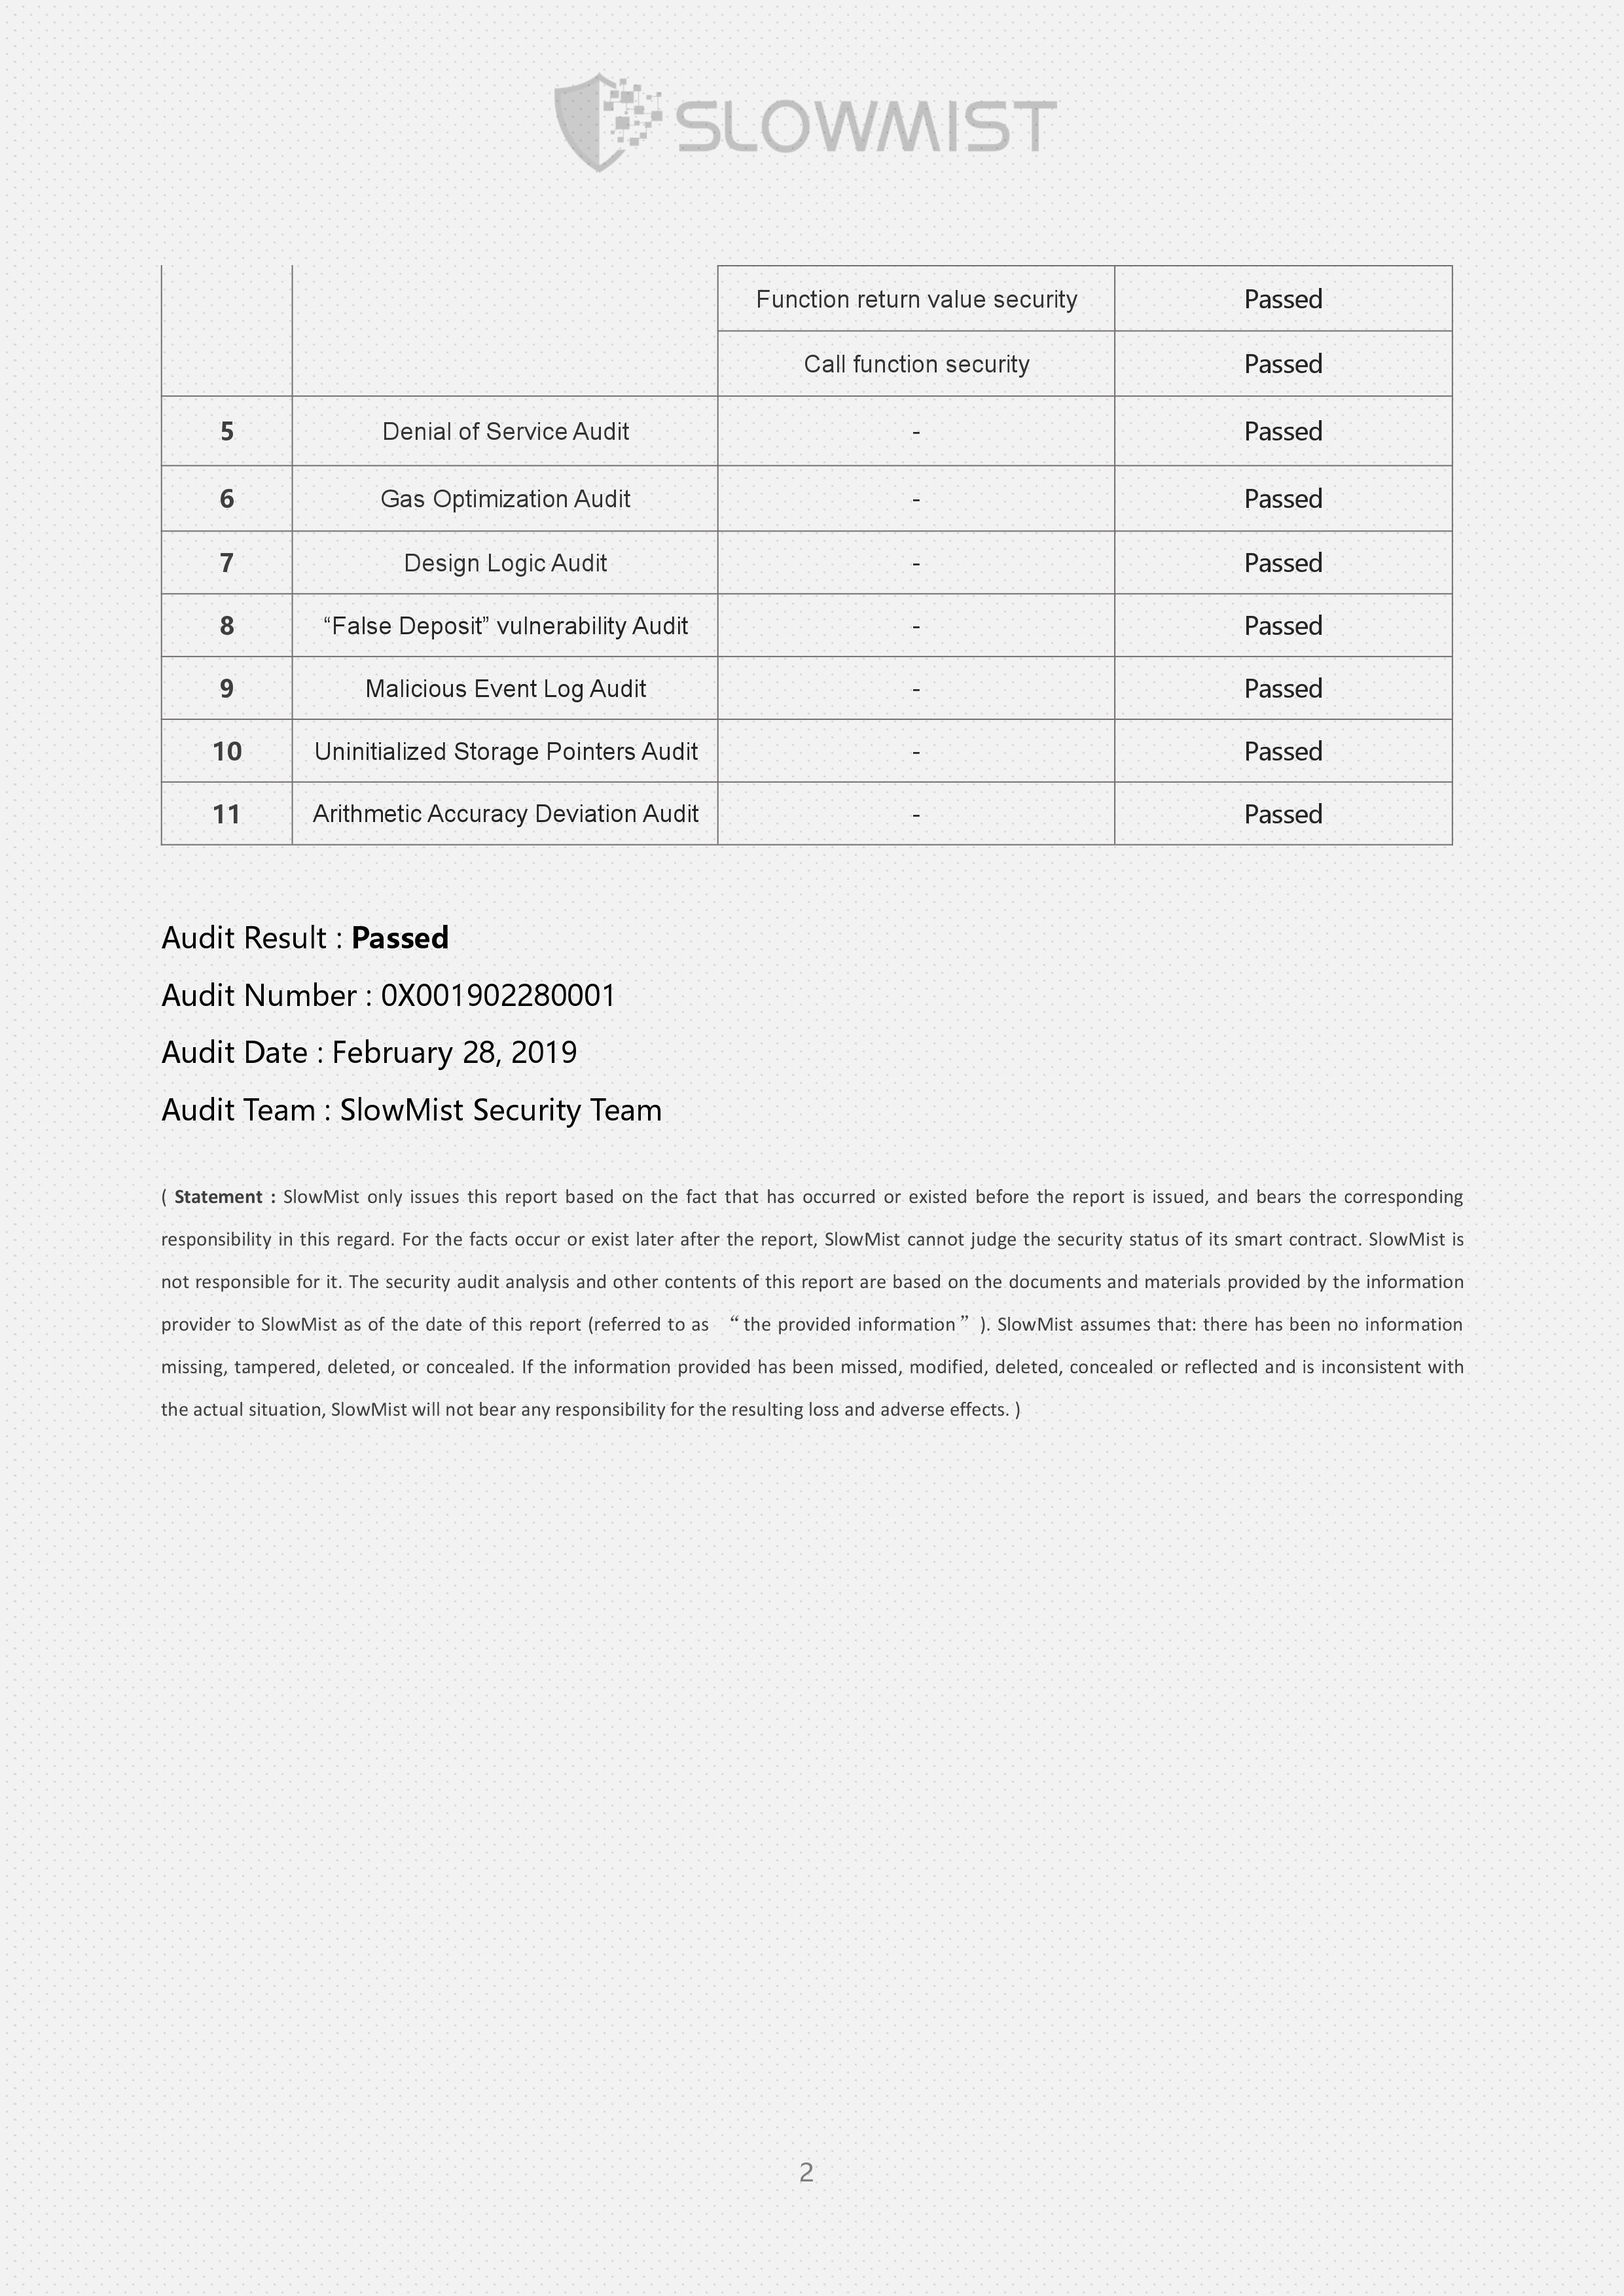 SLOWMIST
Function return value security Passed
Call function security Passed
5 Denial of Service Audit - Passed
6 Gas Optimization Audit - Passed
7 Design Logic Audit - Passed
8 “False Deposit” vulnerability Audit - Passed
9 Malicious Event Log Audit - Passed
10 Uninitialized Storage Pointers Audit - Passed
11 Arithmetic Accuracy Deviation Audit - Passed
Audit Result : Passed
Audit Number : 0X001902280001
Audit Date : February 28, 2019
Audit Team : SlowMist Security Team
( Statement : SlowMist only issues this report based on the fact that has occurred or existed before the report is issued, and bears the corresponding
responsibility in this regard. For the facts occur or exist later after the report, SlowMist cannot judge the security status of its smart contract. SlowMist is
not responsible for it. The security audit analysis and other contents of this report are based on the documents and materials provided by the information
provider to SlowMist as of the date of this report (referred to as “the provided information”). SlowMist assumes that: there has been no information
missing, tampered, deleted, or concealed. If the information provided has been missed, modified, deleted, concealed or reflected and is inconsistent with
the actual situation, SlowMist will not bear any responsibility for the resulting loss and adverse effects. )
2